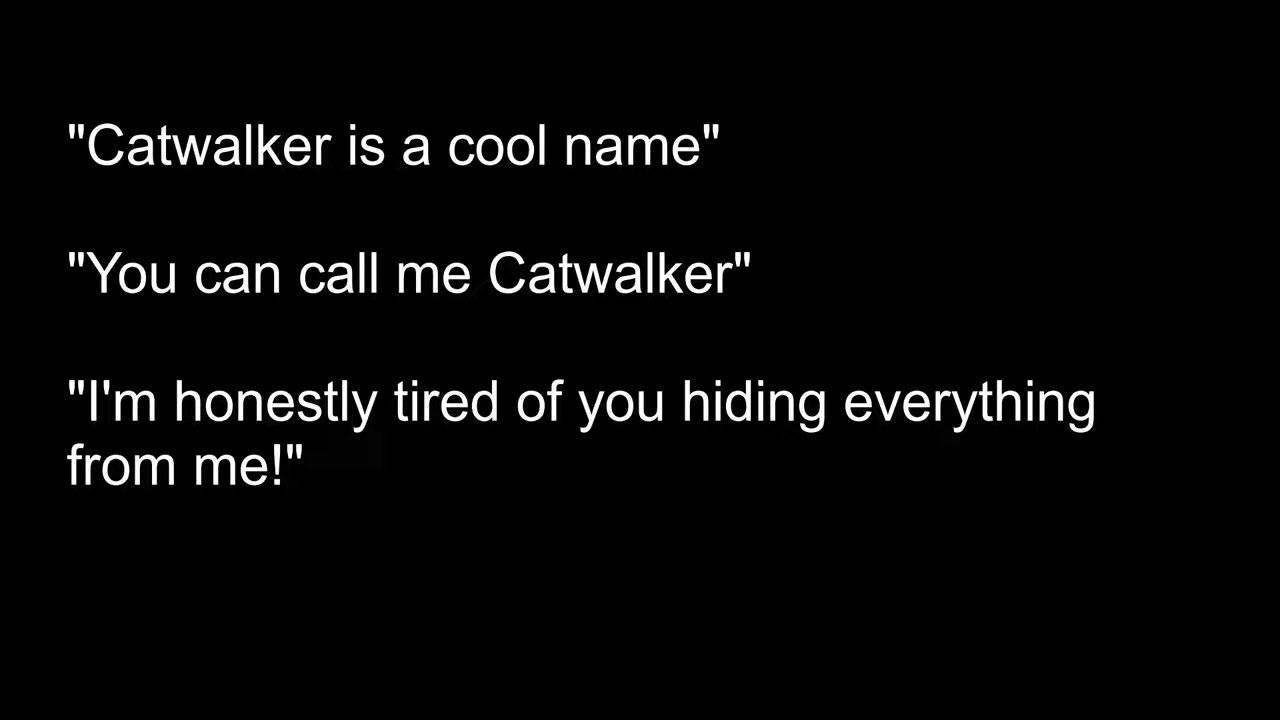 "Catwalker is a cool name"
"You can call me Catwalker"
"I'm honestly tired of you hiding everything
from me!"